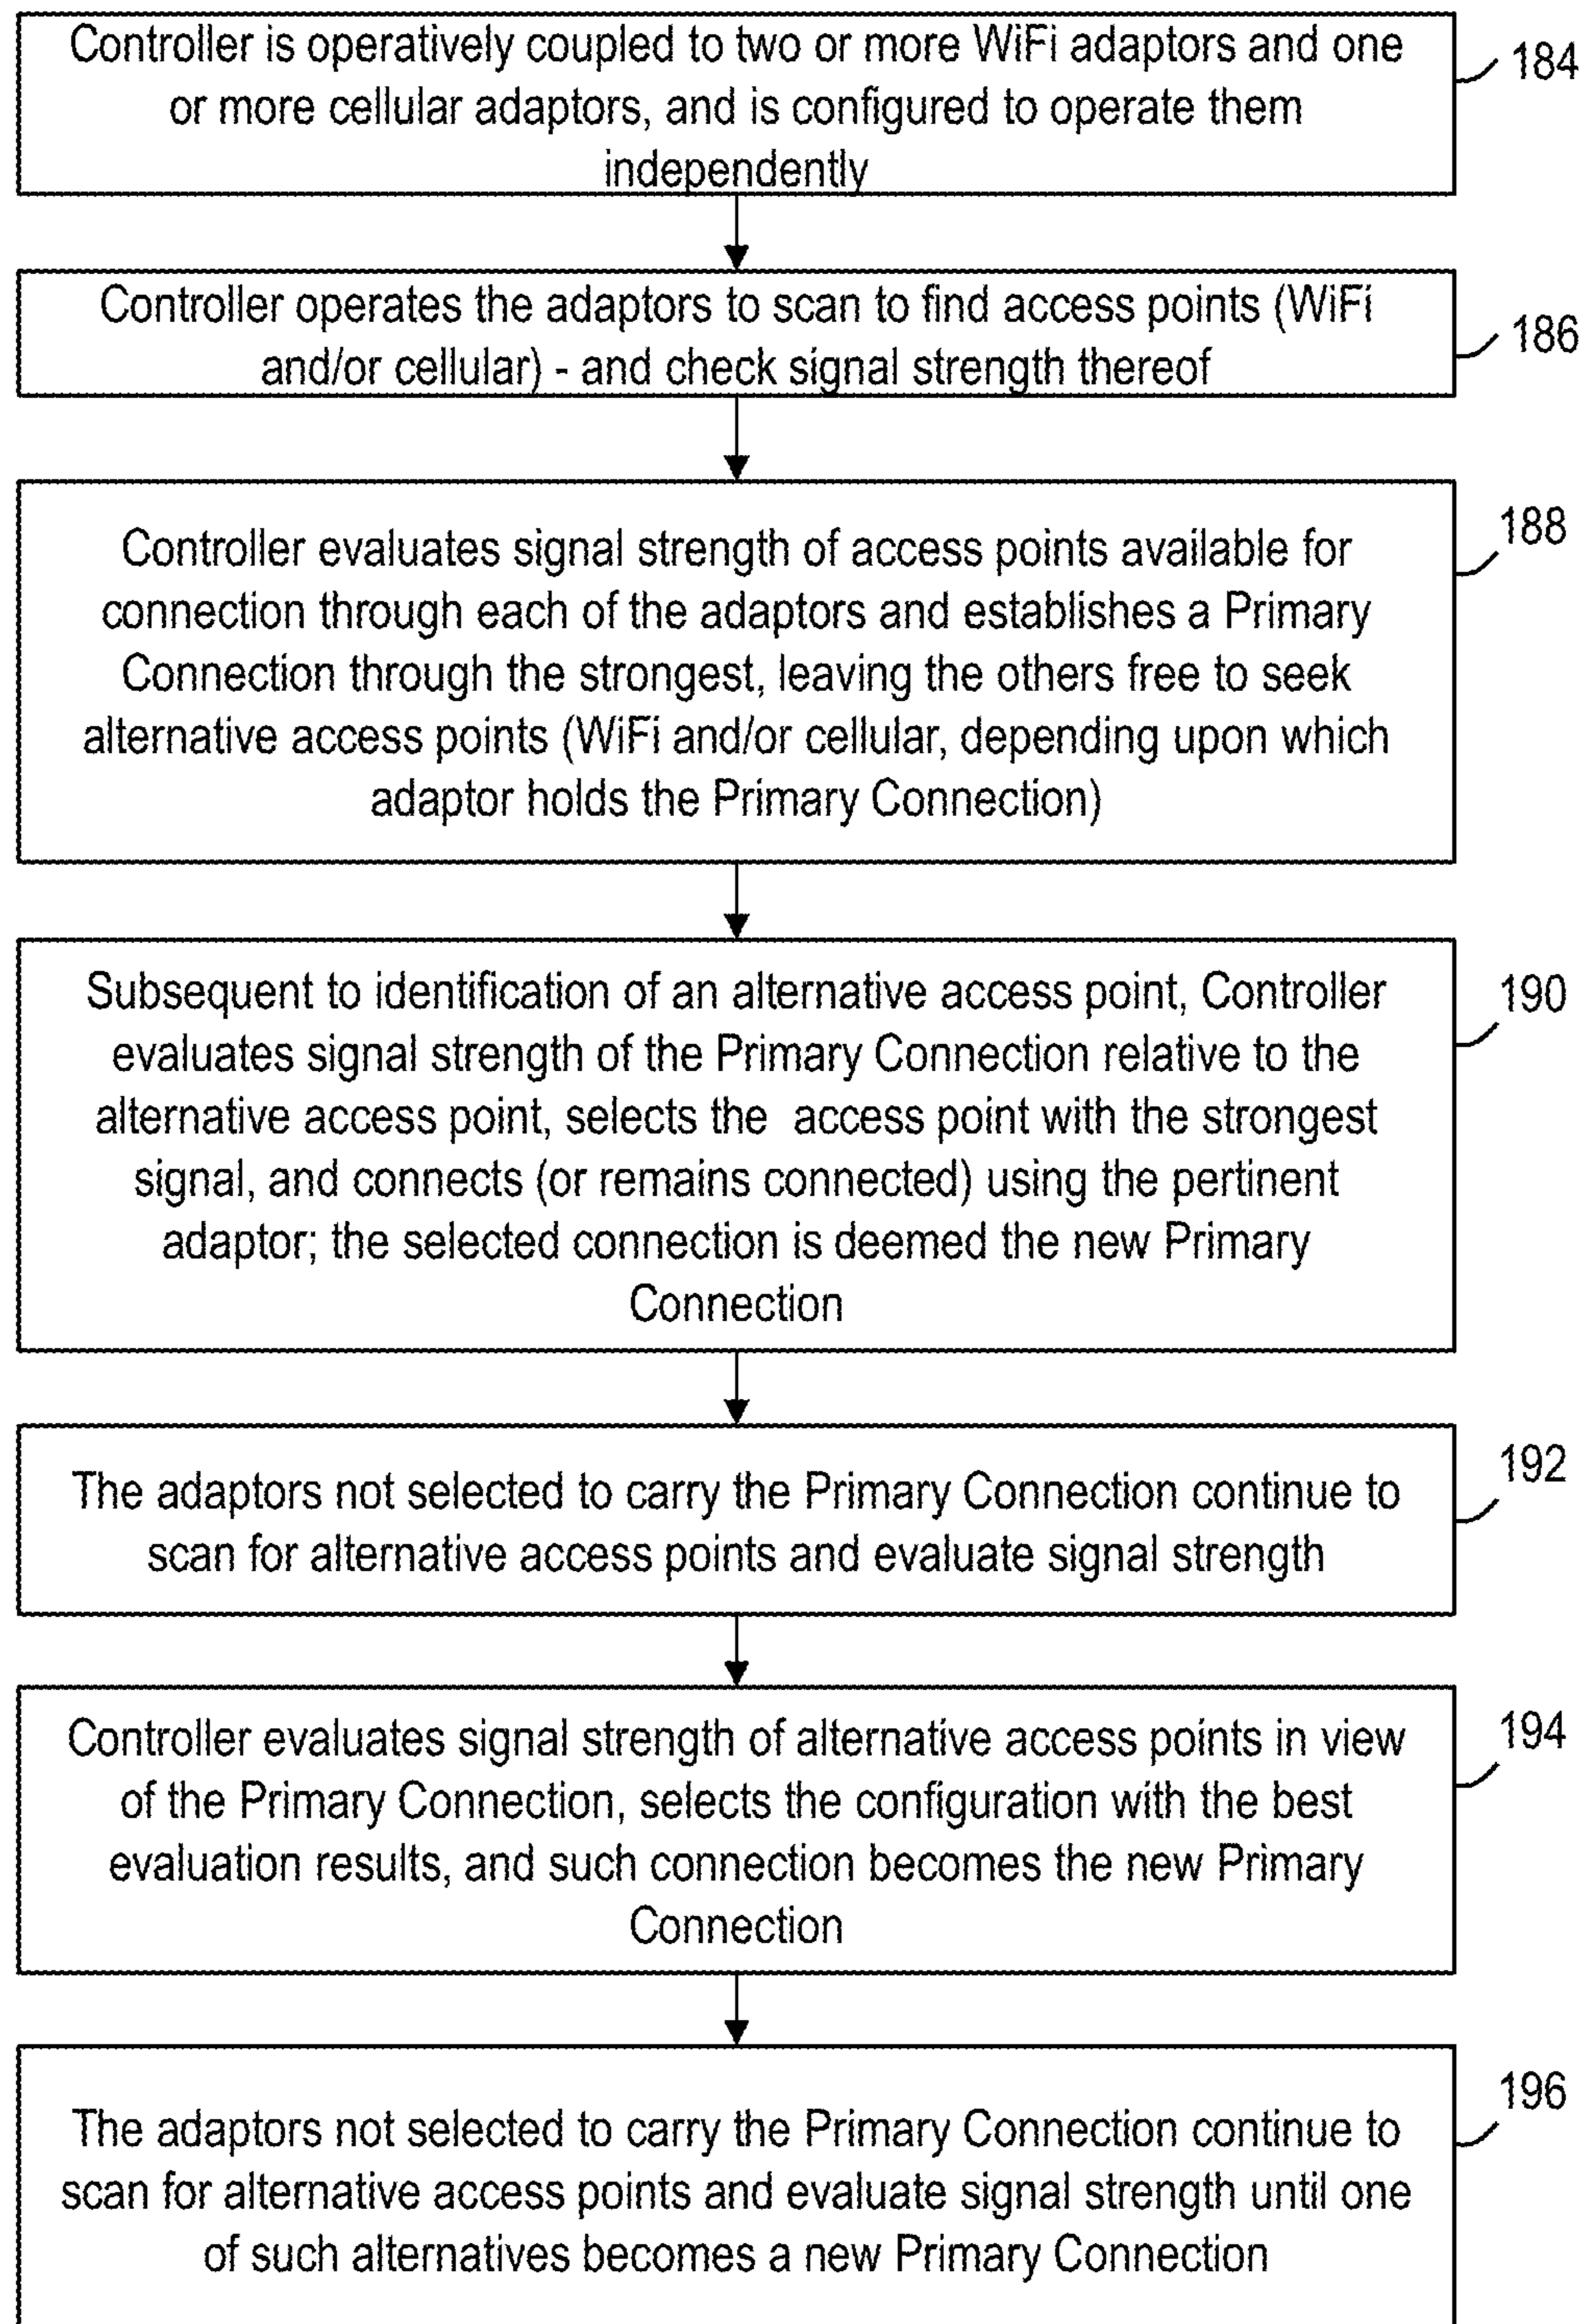 Controller is operatively coupled to two or more WiFi adaptors and one
or more cellular adaptors, and is configured to operate them
independently
184
Controller operates the adaptors to scan to find access points (WiFi
and/or cellular) - and check signal strength thereof
186
Controller evaluates signal strength of access points available for
connection through each of the adaptors and establishes a Primary
Connection through the strongest, leaving the others free to seek
alternative access points (WiFi and/or cellular, depending upon which
adaptor holds the Primary Connection)
188
Subsequent to identification of an alternative access point, Controller
evaluates signal strength of the Primary Connection relative to the
alternative access point, selects the access point with the strongest
signal, and connects (or remains connected) using the pertinent
adaptor; the selected connection is deemed the new Primary
Connection
190
The adaptors not selected to carry the Primary Connection continue to
scan for alternative access points and evaluate signal strength
192
Controller evaluates signal strength of alternative access points in view
of the Primary Connection, selects the configuration with the best
evaluation results, and such connection becomes the new Primary
Connection
194
The adaptors not selected to carry the Primary Connection continue to
scan for alternative access points and evaluate signal strength until one
of such alternatives becomes a new Primary Connection
196